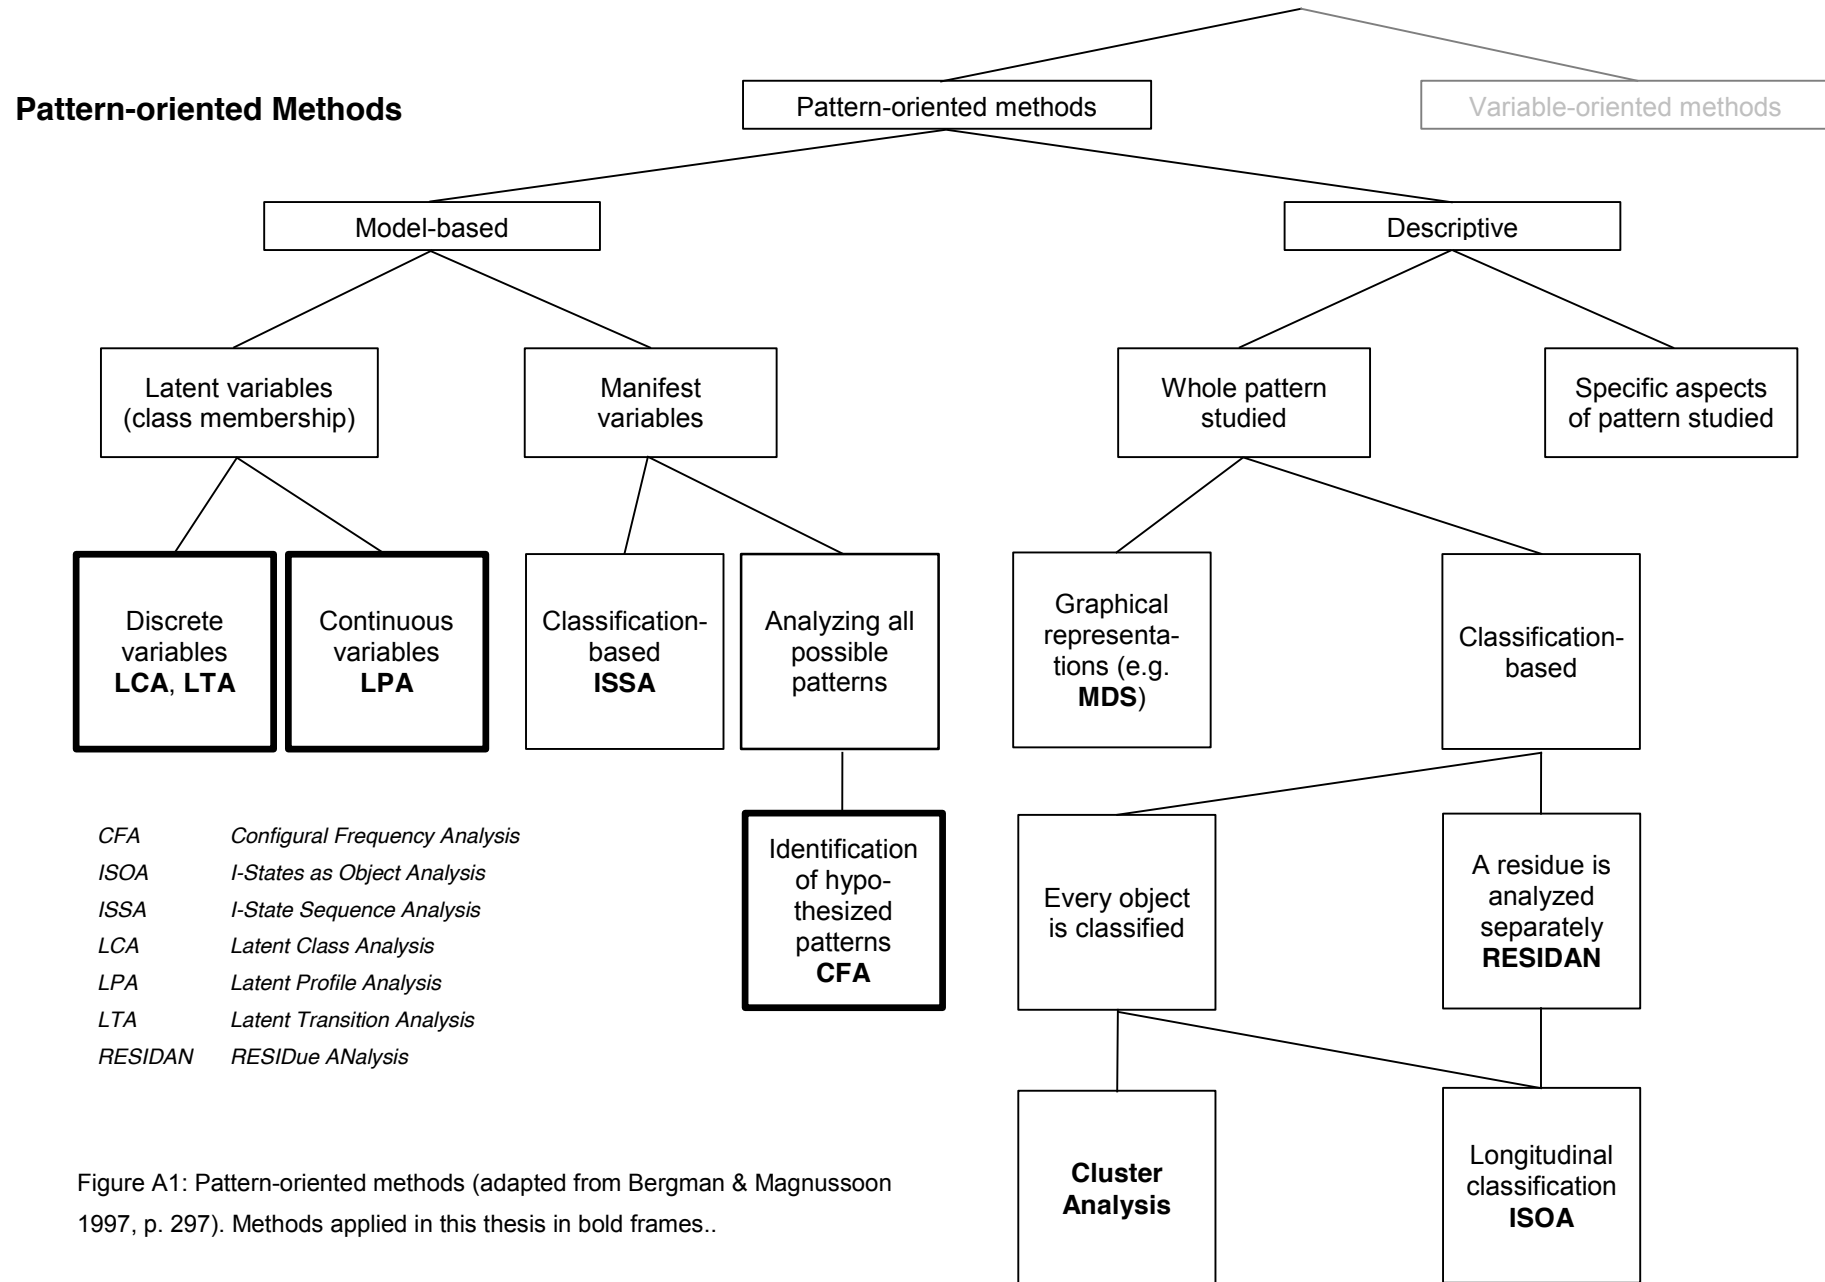 Pattern-oriented Methods
Pattern-oriented methods
Variable-oriented methods
Model-based
Descriptive
Latent variables
(class membership)
Manifest
variables
Whole pattern
studied
Specific aspects
of pattern studied
Discrete
variables
LCA, LTA
Continuous
variables
LPA
Classification-
based
ISSA
Analyzing all
possible
patterns
Graphical
representa-
tions (e.g.
MDS)
Classification-
based
Identification
of hypo-
thesized
patterns
CFA
Every object
is classified
A residue is
analyzed
separately
RESIDAN
CFA Configural Frequency Analysis
ISOA I-States as Object Analysis
ISSA I-State Sequence Analysis
LCA Latent Class Analysis
LPA Latent Profile Analysis
LTA Latent Transition Analysis
RESIDAN RESIDue ANalysis
Cluster
Analysis
Longitudinal
classification
ISOA
Figure A1: Pattern-oriented methods (adapted from Bergman & Magnussoon
1997, p. 297). Methods applied in this thesis in bold frames..